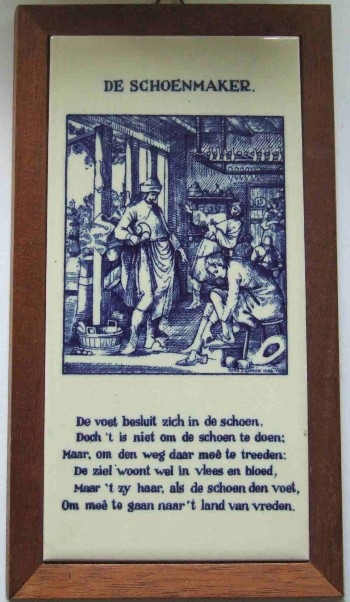 DE SCHOENMAKER.
De voet besluit zich in de schoen,
Doch 't is niet om de schoen te doen;
Maar, om den weg daar meê te treeden:
De ziel woont wel in vlees en bloed,
Maar 't zy haar, als de schoen den voet,
Om meê te gaan naar 't land van vreden.